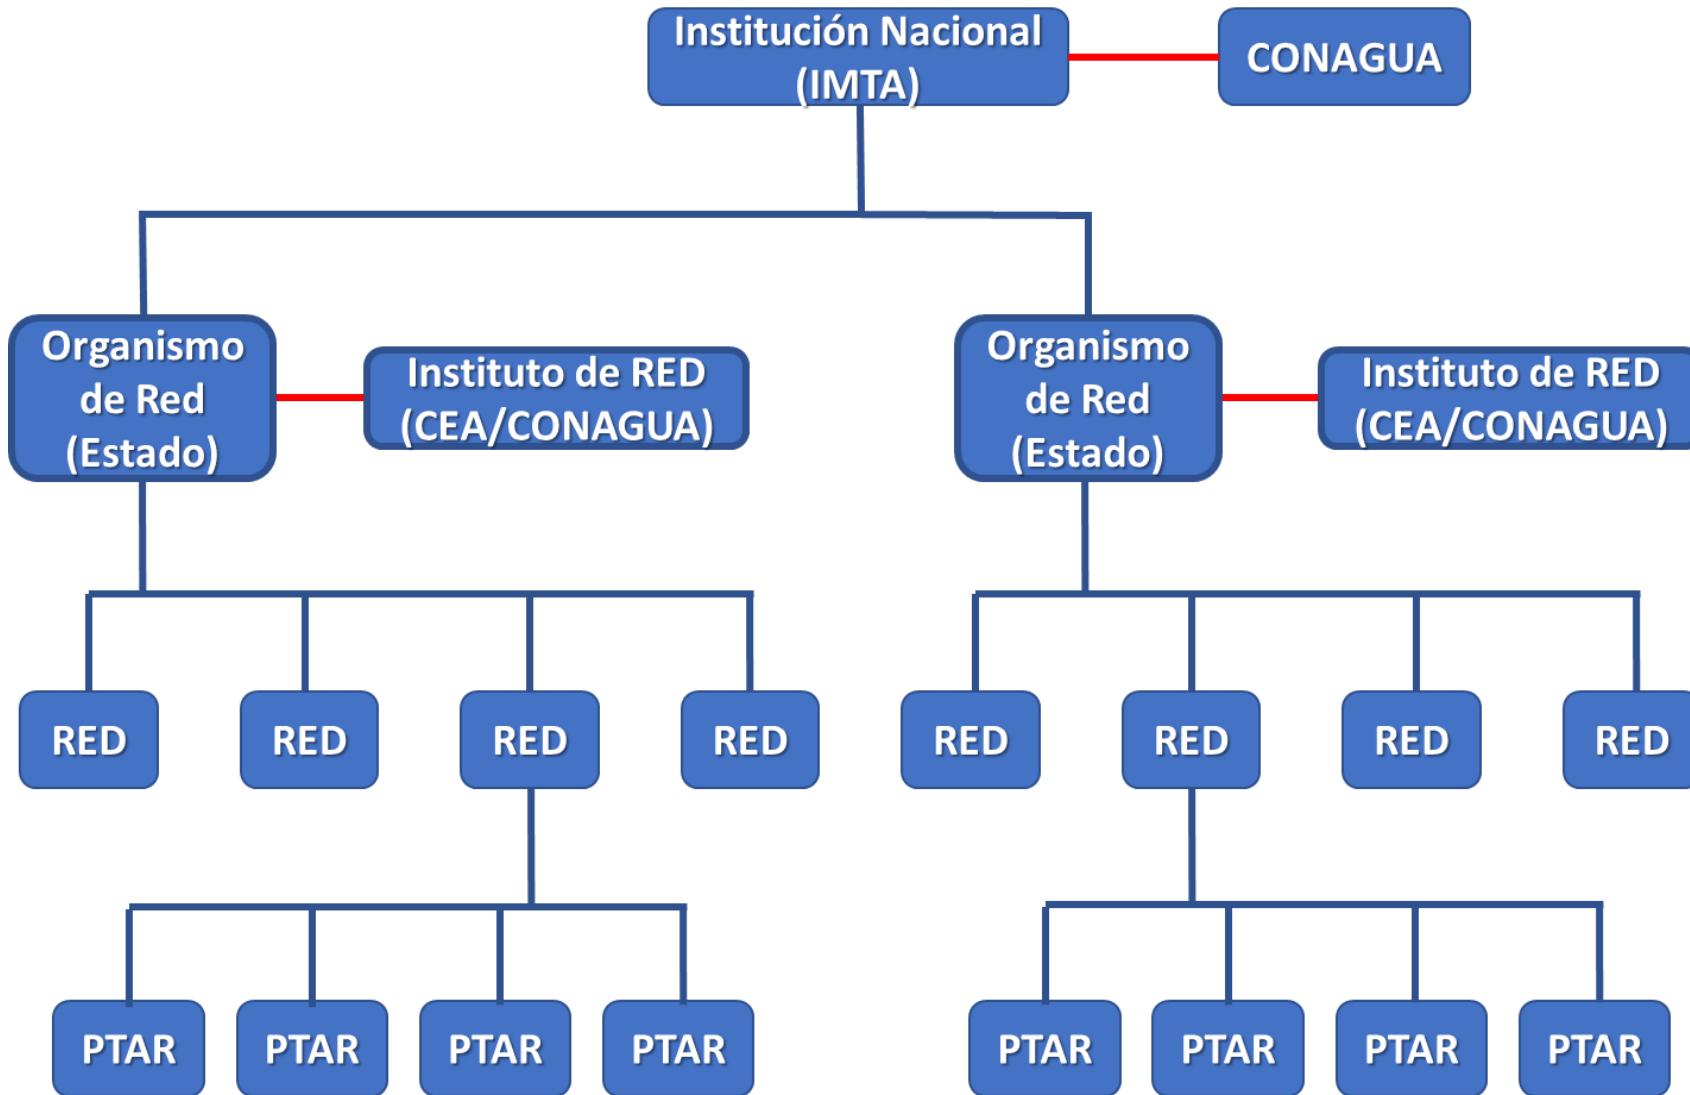 Institución Nacional
(IMTA)
CONAGUA
Organismo
de Red
(Estado)
Instituto de RED
(CEA/CONAGUA)
Organismo
de Red
(Estado)
Instituto de RED
(CEA/CONAGUA)
RED
RED
RED
RED
RED
RED
RED
RED
PTAR
PTAR
PTAR
PTAR
PTAR
PTAR
PTAR
PTAR